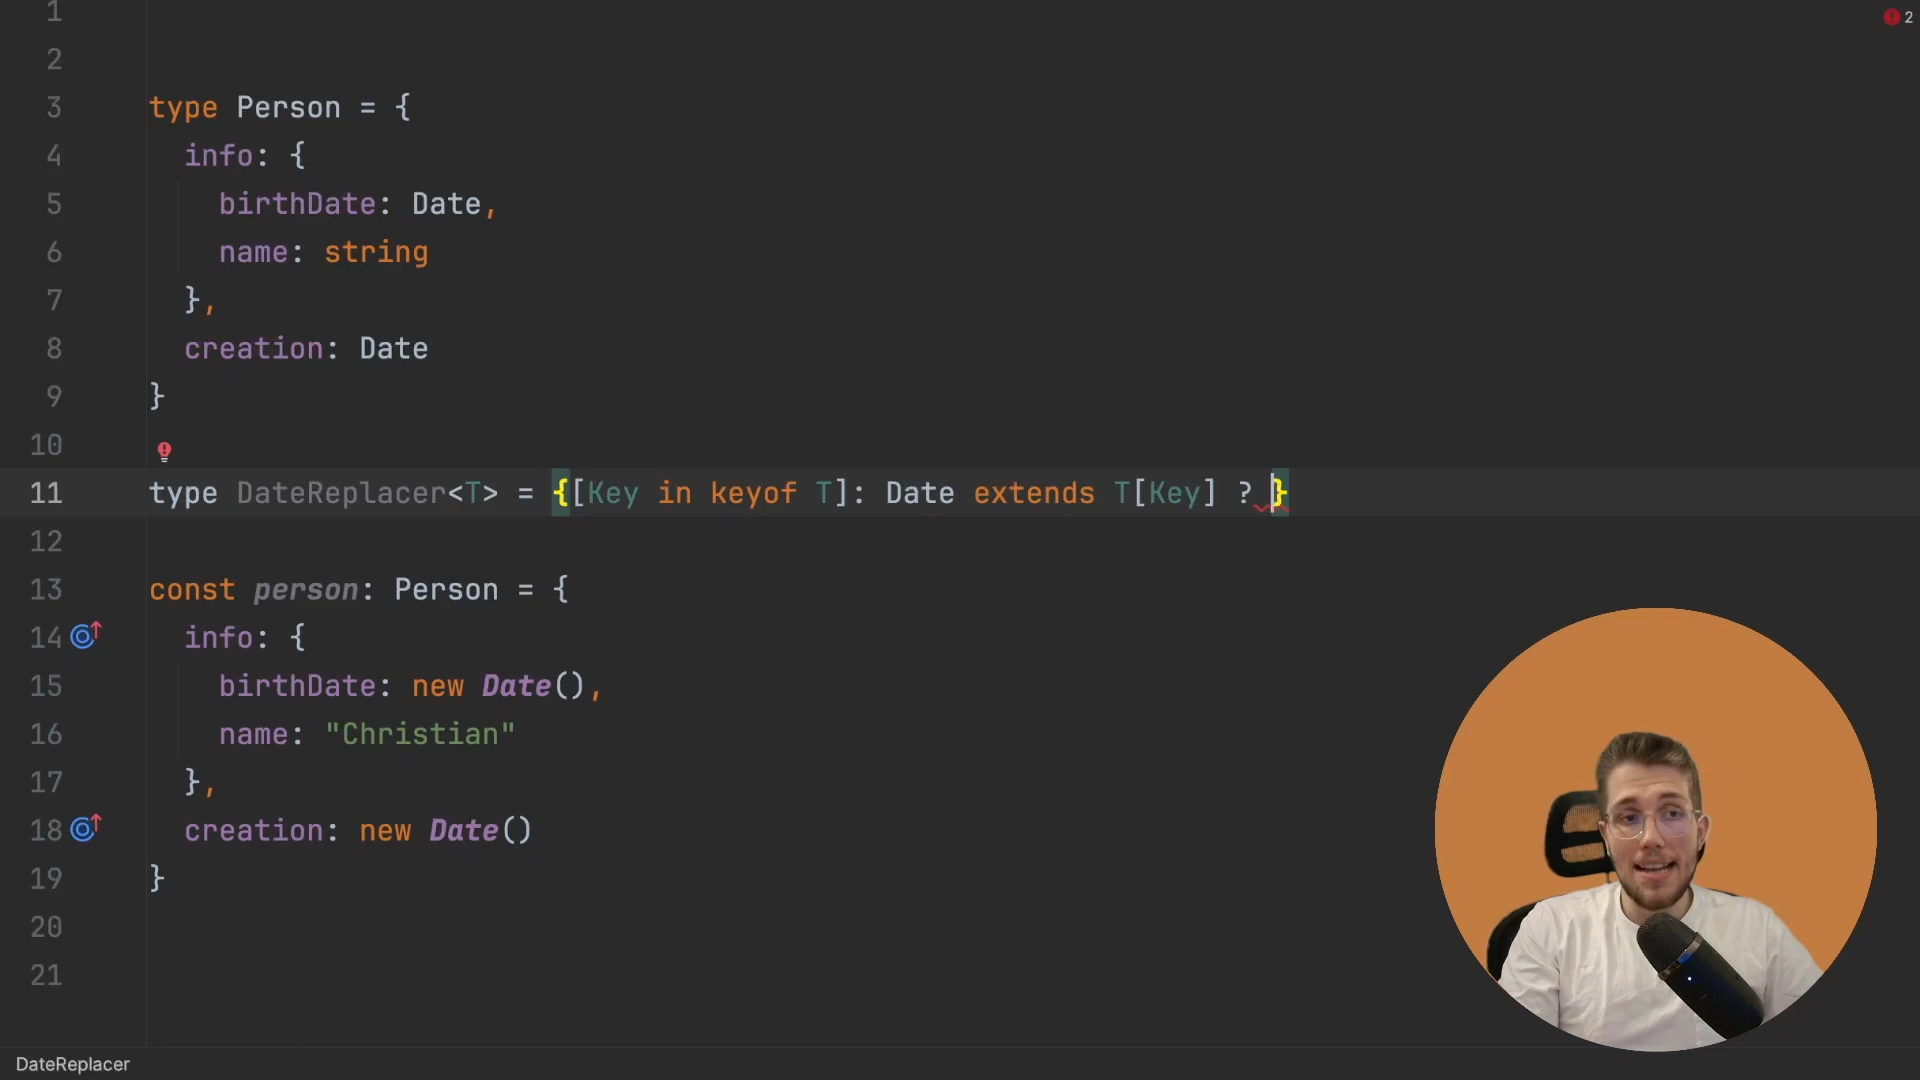 2
1
2
3 type Person = {
4 info: {
5 birthDate: Date,
6 name: string
7 },
8 creation: Date
9 }
10
11 type DateReplacer<T> = {[Key in keyof T]: Date extends T[Key] ? }
12
13 const person: Person = {
14 info: {
15 birthDate: new Date(),
16 name: "Christian"
17 },
18 creation: new Date()
19 }
20
21
DateReplacer